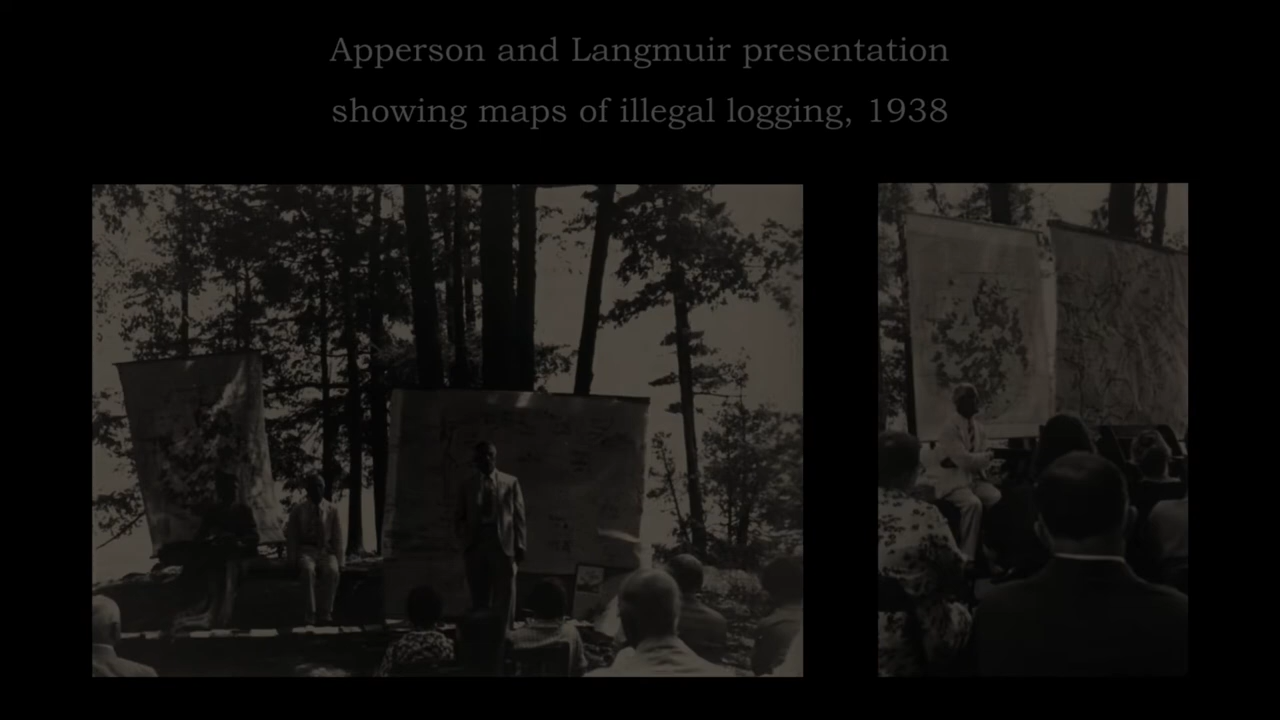 Apperson and Langmuir presentation
showing maps of illegal logging, 1938